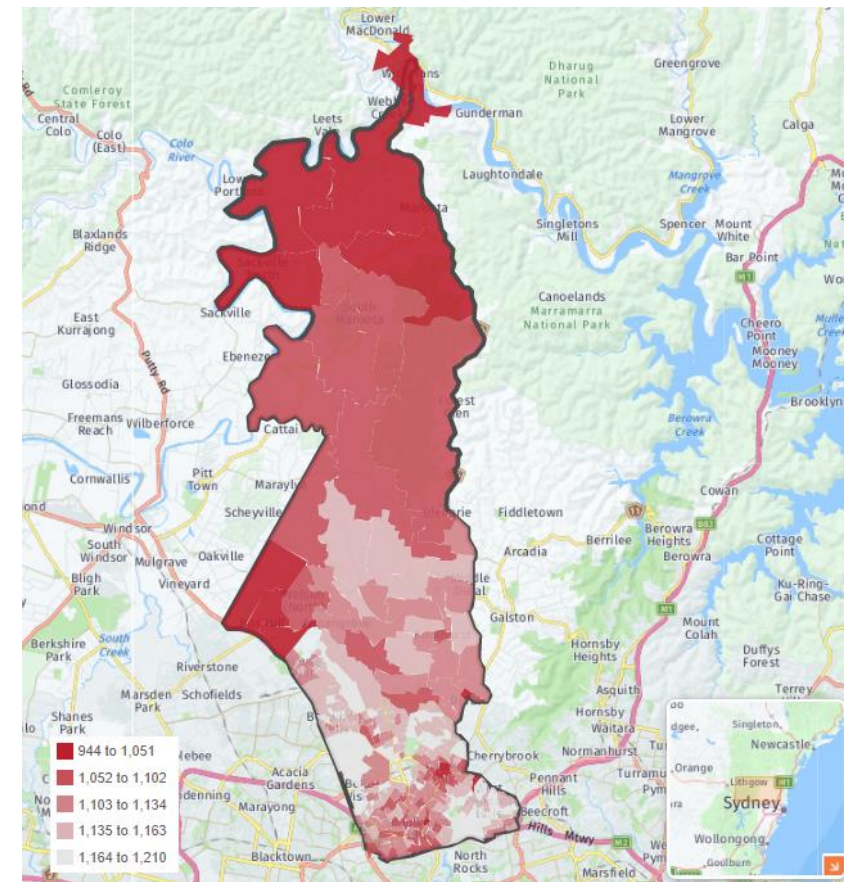 Lower
MacDonald
Greengrove
Dharug
National
Park
Comleroy
State Forest
Central
Colo
Colo
(East)
Leets
Colo
River
Gunderman
Lower
Mangrove
Calga
Laughtondale
Mangrove
Creek
Singletons
Mill
Spencer
Mount
White
Bar Point
M1
Blaxlands
Ridge
Sackville
Canoelands
Marramarra
National Park
Cheero
Point
Mooney
Mooney
East
Kurrajong
Putty Rd
Ebenezer
Glossodia
Brooklyn
Freemans
Reach
Wilberforce
Cattai
Berowra
Creek
Cornwallis
Pitt
Town
Scheyville
Cowan
Fiddletown
Berrilee
Berowra
Heights
B83
Berowra
Cottage
Point
Arcadia
Windsor
South
Windsor
Mulgrave
Oakville
Vineyard
Bligh
Park
Ku-Ring-
Gai Chase
Galston
M1
Mount
Colah
Duffys
Forest
Hornsby
Heights
Berkshire
Park
South
Creek
Riverstone
Marsden
Park
Schofields
Asquith
Terrey
Hornsby
Waitara
Shanes
Park
Cherrybrook
Normanhurst
Pennant
Hills
Acacia
Gardens
Marayong
Beecroft
Hills Mtwy
M2
Blacktown
North
Rocks
Marsfield
944 to 1,051
1,052 to 1,102
1,103 to 1,134
1,135 to 1,163
1,164 to 1,210
Singleton
Newcastle
Orange
Lithgow
M1
Sydney
Wollongong
Goulburn